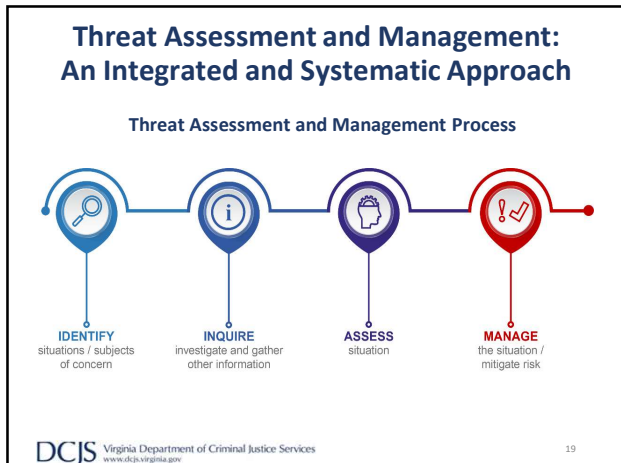 Threat Assessment and Management:
An Integrated and Systematic Approach
Threat Assessment and Management Process
i
IDENTIFY
situations / subjects
of concern
INQUIRE
investigate and gather
other information
ASSESS
situation
MANAGE
the situation /
mitigate risk
DCJS Virginia Department of Criminal Justice Services
www.dcjs.virginia.gov
19